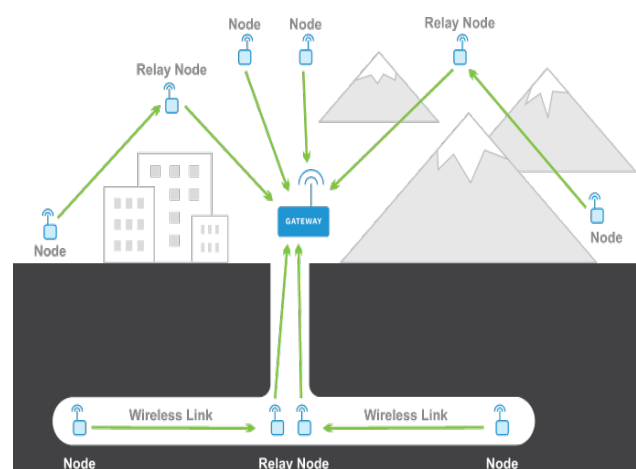 Node
Node
Relay Node
Relay Node
Node
GATEWAY
Node
Wireless Link
Wireless Link
Node
Relay Node
Node